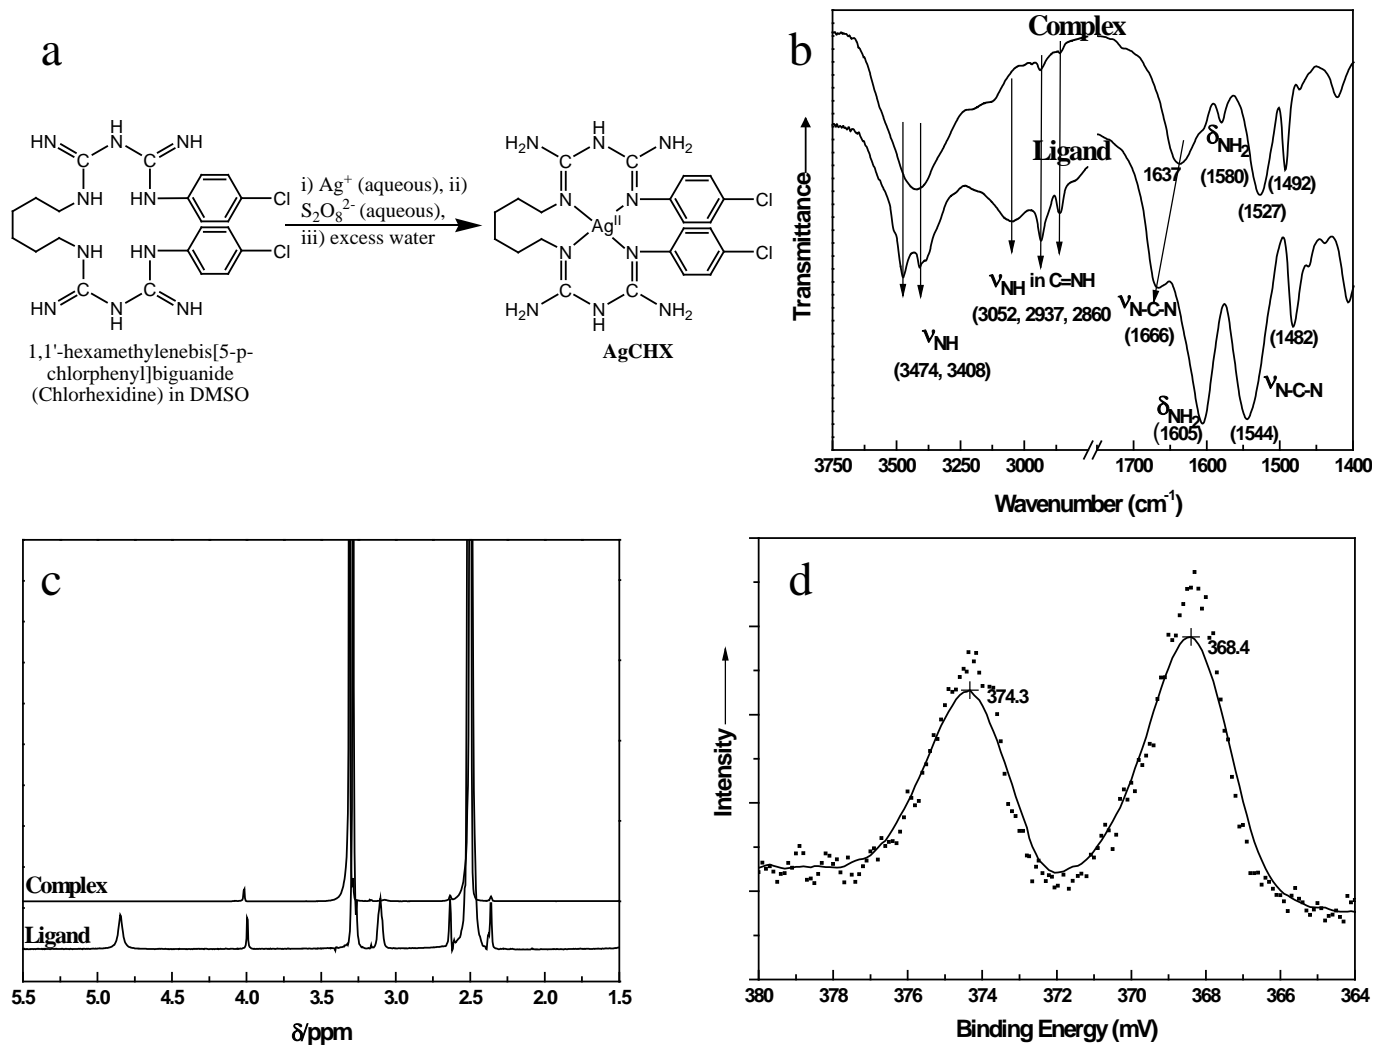 a
HN
H
N
NH
C
C
NH
HN
Cl
NH
HN
Cl
C
C
HN
N
H
NH
1,1'-hexamethylenebis[5-p-
chlorphenyl]biguanide
(Chlorhexidine) in DMSO
i) Ag⁺ (aqueous), ii)
S₂O₈²⁻ (aqueous),
iii) excess water
H₂N
H
N
NH₂
C
C
N
N
Cl
Ag^II
N
N
Cl
C
C
H₂N
N
H
NH₂
AgCHX
b
Complex
Ligand
Transmittance
νNH
(3474, 3408)
νNH in C=NH
(3052, 2937, 2860
1637
δNH₂
(1580)
(1527)
(1492)
νN-C-N
(1666)
δNH₂
(1605)
(1544)
(1482)
νN-C-N
3750 3500 3250 3000 1700 1600 1500 1400
Wavenumber (cm⁻¹)
c
Complex
Ligand
5.5 5.0 4.5 4.0 3.5 3.0 2.5 2.0 1.5
δ/ppm
d
Intensity
374.3
368.4
380 378 376 374 372 370 368 366 364
Binding Energy (mV)